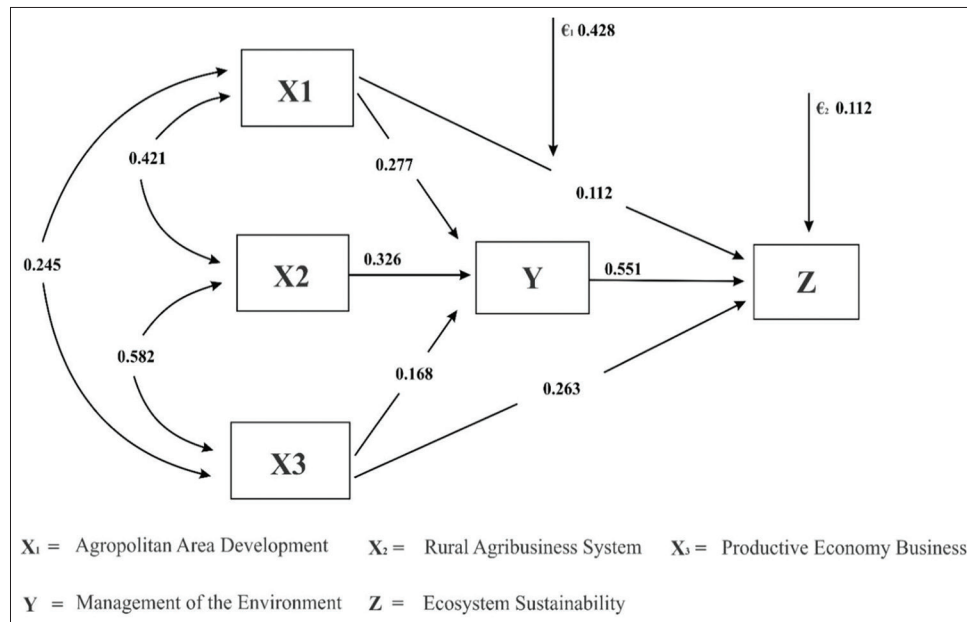 €₁ 0.428
X1
€₂ 0.112
0.421
0.277
0.112
0.245
X2
0.326
Y
0.551
Z
0.582
0.168
0.263
X3
X₁ = Agropolitan Area Development X₂ = Rural Agribusiness System X₃ = Productive Economy Business
Y = Management of the Environment Z = Ecosystem Sustainability